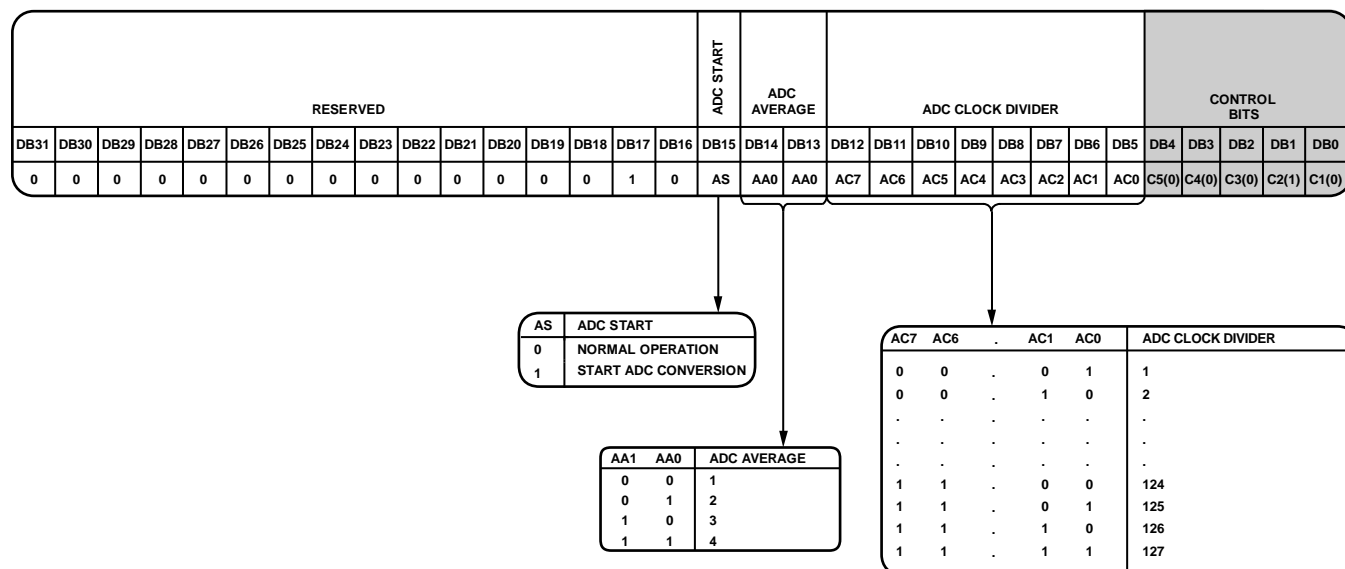 RESERVED
ADC START
ADC
AVERAGE
ADC CLOCK DIVIDER
CONTROL
BITS
DB31 DB30 DB29 DB28 DB27 DB26 DB25 DB24 DB23 DB22 DB21 DB20 DB19 DB18 DB17 DB16 DB15 DB14 DB13 DB12 DB11 DB10 DB9 DB8 DB7 DB6 DB5 DB4 DB3 DB2 DB1 DB0
0 0 0 0 0 0 0 0 0 0 0 0 0 0 1 0 AS AA0 AA0 AC7 AC6 AC5 AC4 AC3 AC2 AC1 AC0 C5(0) C4(0) C3(0) C2(1) C1(0)
AS ADC START
0 NORMAL OPERATION
1 START ADC CONVERSION
AA1 AA0 ADC AVERAGE
0 0 1
0 1 2
1 0 3
1 1 4
AC7 AC6 . AC1 AC0 ADC CLOCK DIVIDER
0 0 . 0 1 1
0 0 . 1 0 2
. . . . . .
. . . . . .
. . . . . .
1 1 . 0 0 124
1 1 . 0 1 125
1 1 . 1 0 126
1 1 . 1 1 127